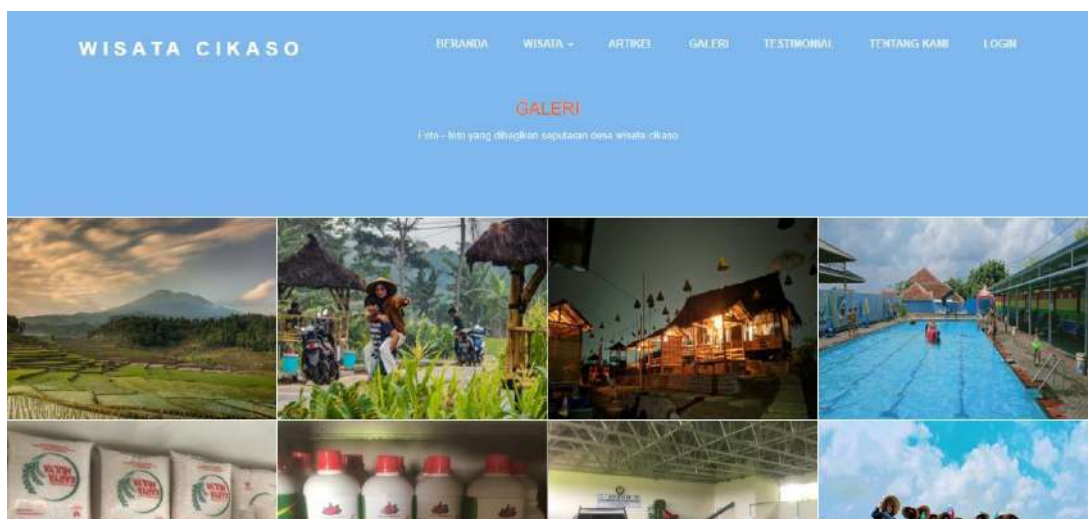 WISATA CIKASO
BERANDA WISATA ARTIKEL GALERI TESTIMONIAL TENTANG KAMI LOGIN
GALERI
Foto - foto yang dibagikan seputaran desa wisata cikaso